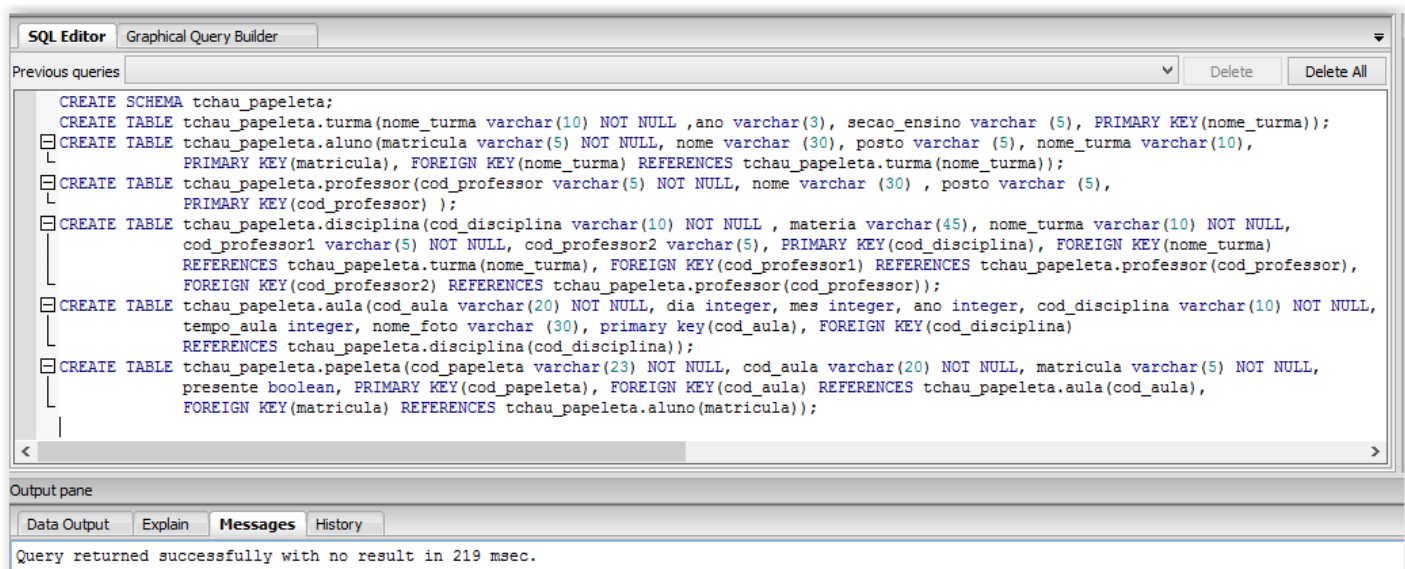 SQL Editor Graphical Query Builder
Previous queries Delete Delete All
CREATE SCHEMA tchau_papeleta;
CREATE TABLE tchau_papeleta.turma(nome_turma varchar(10) NOT NULL ,ano varchar(3), secao_ensino varchar (5), PRIMARY KEY(nome_turma));
CREATE TABLE tchau_papeleta.aluno(matricula varchar(5) NOT NULL, nome varchar (30), posto varchar (5), nome_turma varchar(10),
PRIMARY KEY(matricula), FOREIGN KEY(nome_turma) REFERENCES tchau_papeleta.turma(nome_turma));
CREATE TABLE tchau_papeleta.professor(cod_professor varchar(5) NOT NULL, nome varchar (30) , posto varchar (5),
PRIMARY KEY(cod_professor) );
CREATE TABLE tchau_papeleta.disciplina(cod_disciplina varchar(10) NOT NULL , materia varchar(45), nome_turma varchar(10) NOT NULL,
cod_professor1 varchar(5) NOT NULL, cod_professor2 varchar(5), PRIMARY KEY(cod_disciplina), FOREIGN KEY(nome_turma)
REFERENCES tchau_papeleta.turma(nome_turma), FOREIGN KEY(cod_professor1) REFERENCES tchau_papeleta.professor(cod_professor),
FOREIGN KEY(cod_professor2) REFERENCES tchau_papeleta.professor(cod_professor));
CREATE TABLE tchau_papeleta.aula(cod_aula varchar(20) NOT NULL, dia integer, mes integer, ano integer, cod_disciplina varchar(10) NOT NULL,
tempo_aula integer, nome_foto varchar (30), primary key(cod_aula), FOREIGN KEY(cod_disciplina)
REFERENCES tchau_papeleta.disciplina(cod_disciplina));
CREATE TABLE tchau_papeleta.papeleta(cod_papeleta varchar(23) NOT NULL, cod_aula varchar(20) NOT NULL, matricula varchar(5) NOT NULL,
presente boolean, PRIMARY KEY(cod_papeleta), FOREIGN KEY(cod_aula) REFERENCES tchau_papeleta.aula(cod_aula),
FOREIGN KEY(matricula) REFERENCES tchau_papeleta.aluno(matricula));
Output pane
Data Output Explain Messages History
Query returned successfully with no result in 219 msec.